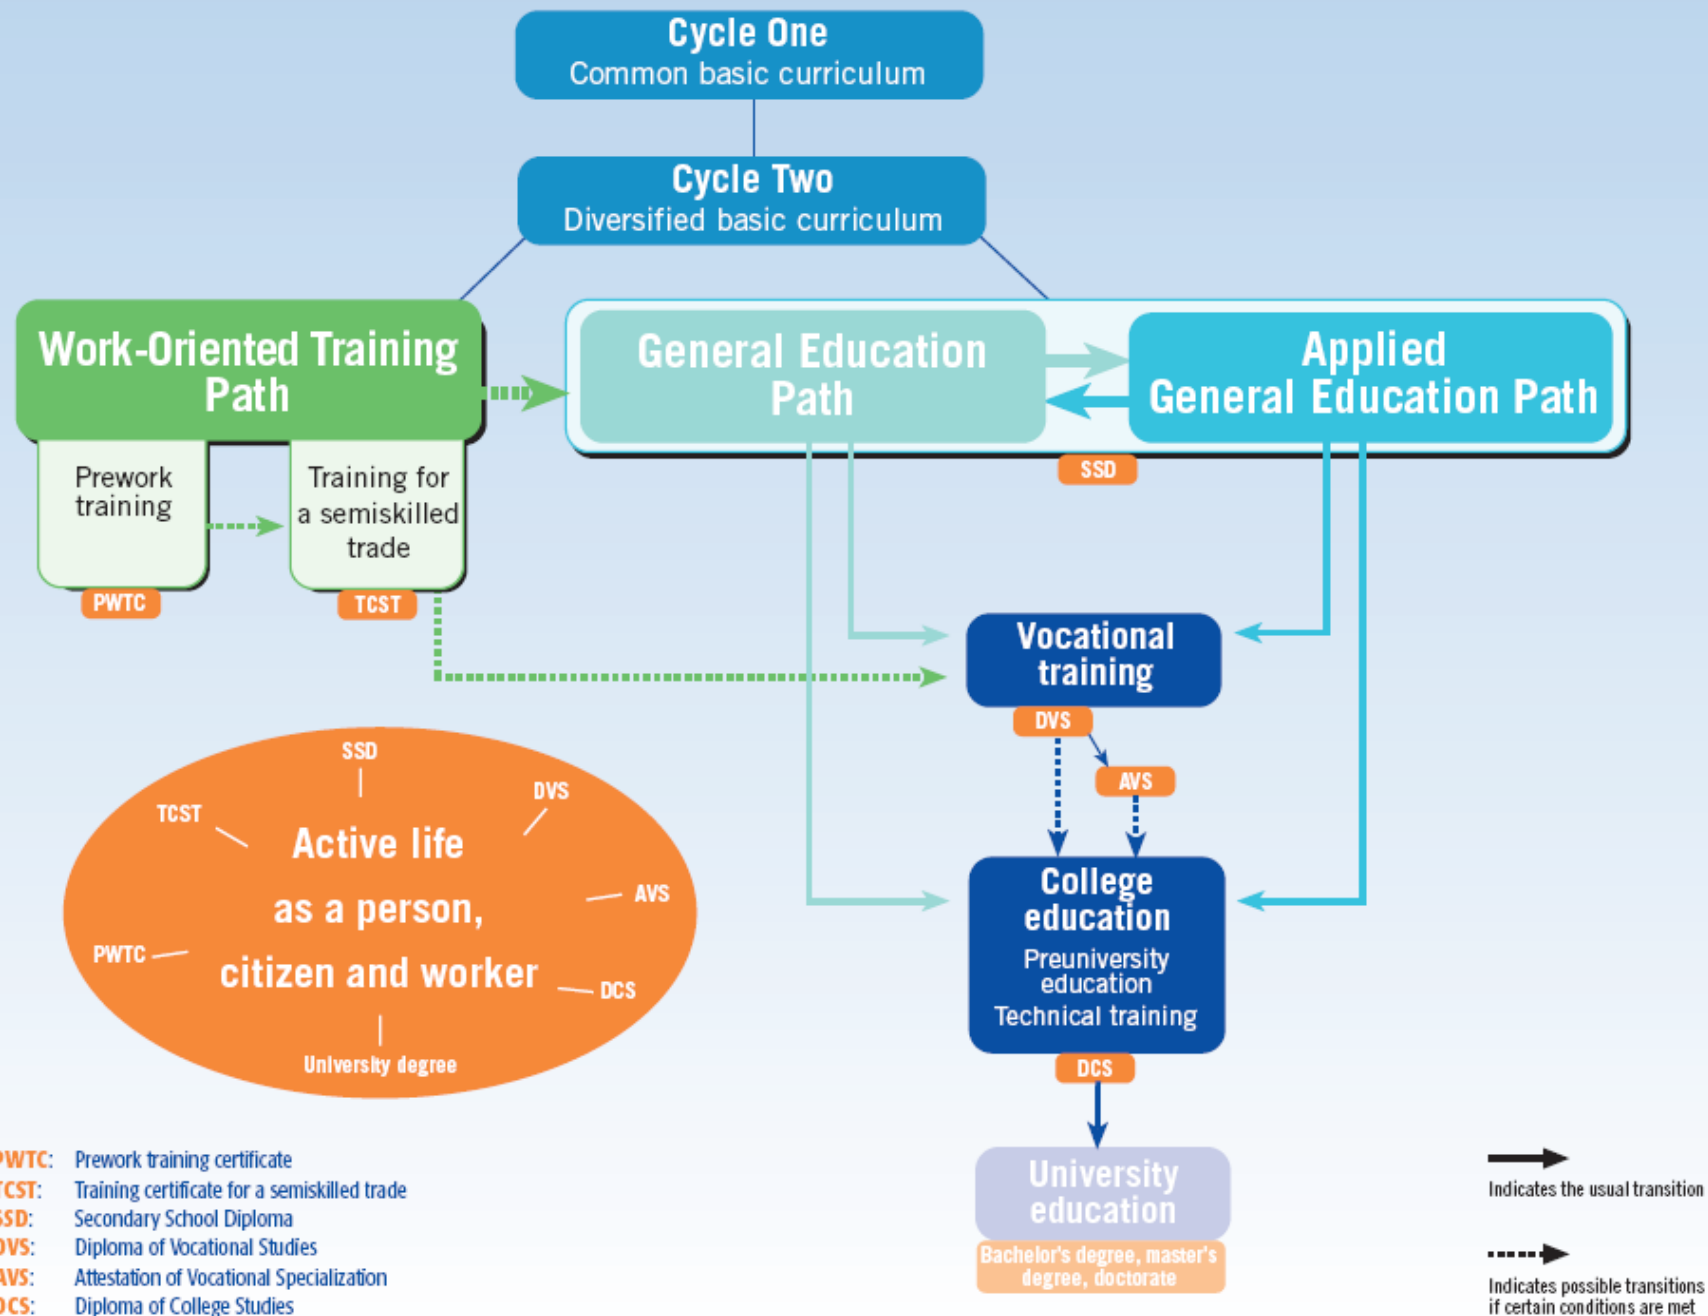 Cycle One
Common basic curriculum
Cycle Two
Diversified basic curriculum
Work-Oriented Training
Path
General Education
Path
Applied
General Education Path
Prework
training
Training for
a semiskilled
trade
SSD
PWTC
TCST
Vocational
training
DVS
AVS
College
education
Preuniversity
education
Technical training
DCS
University
education
Bachelor's degree, master's
degree, doctorate
SSD
DVS
TCST
Active life
as a person,
citizen and worker
AVS
PWTC
DCS
University degree
PWTC: Prework training certificate
TCST: Training certificate for a semiskilled trade
SSD: Secondary School Diploma
DVS: Diploma of Vocational Studies
AVS: Attestation of Vocational Specialization
DCS: Diploma of College Studies
Indicates the usual transition
Indicates possible transitions
if certain conditions are met